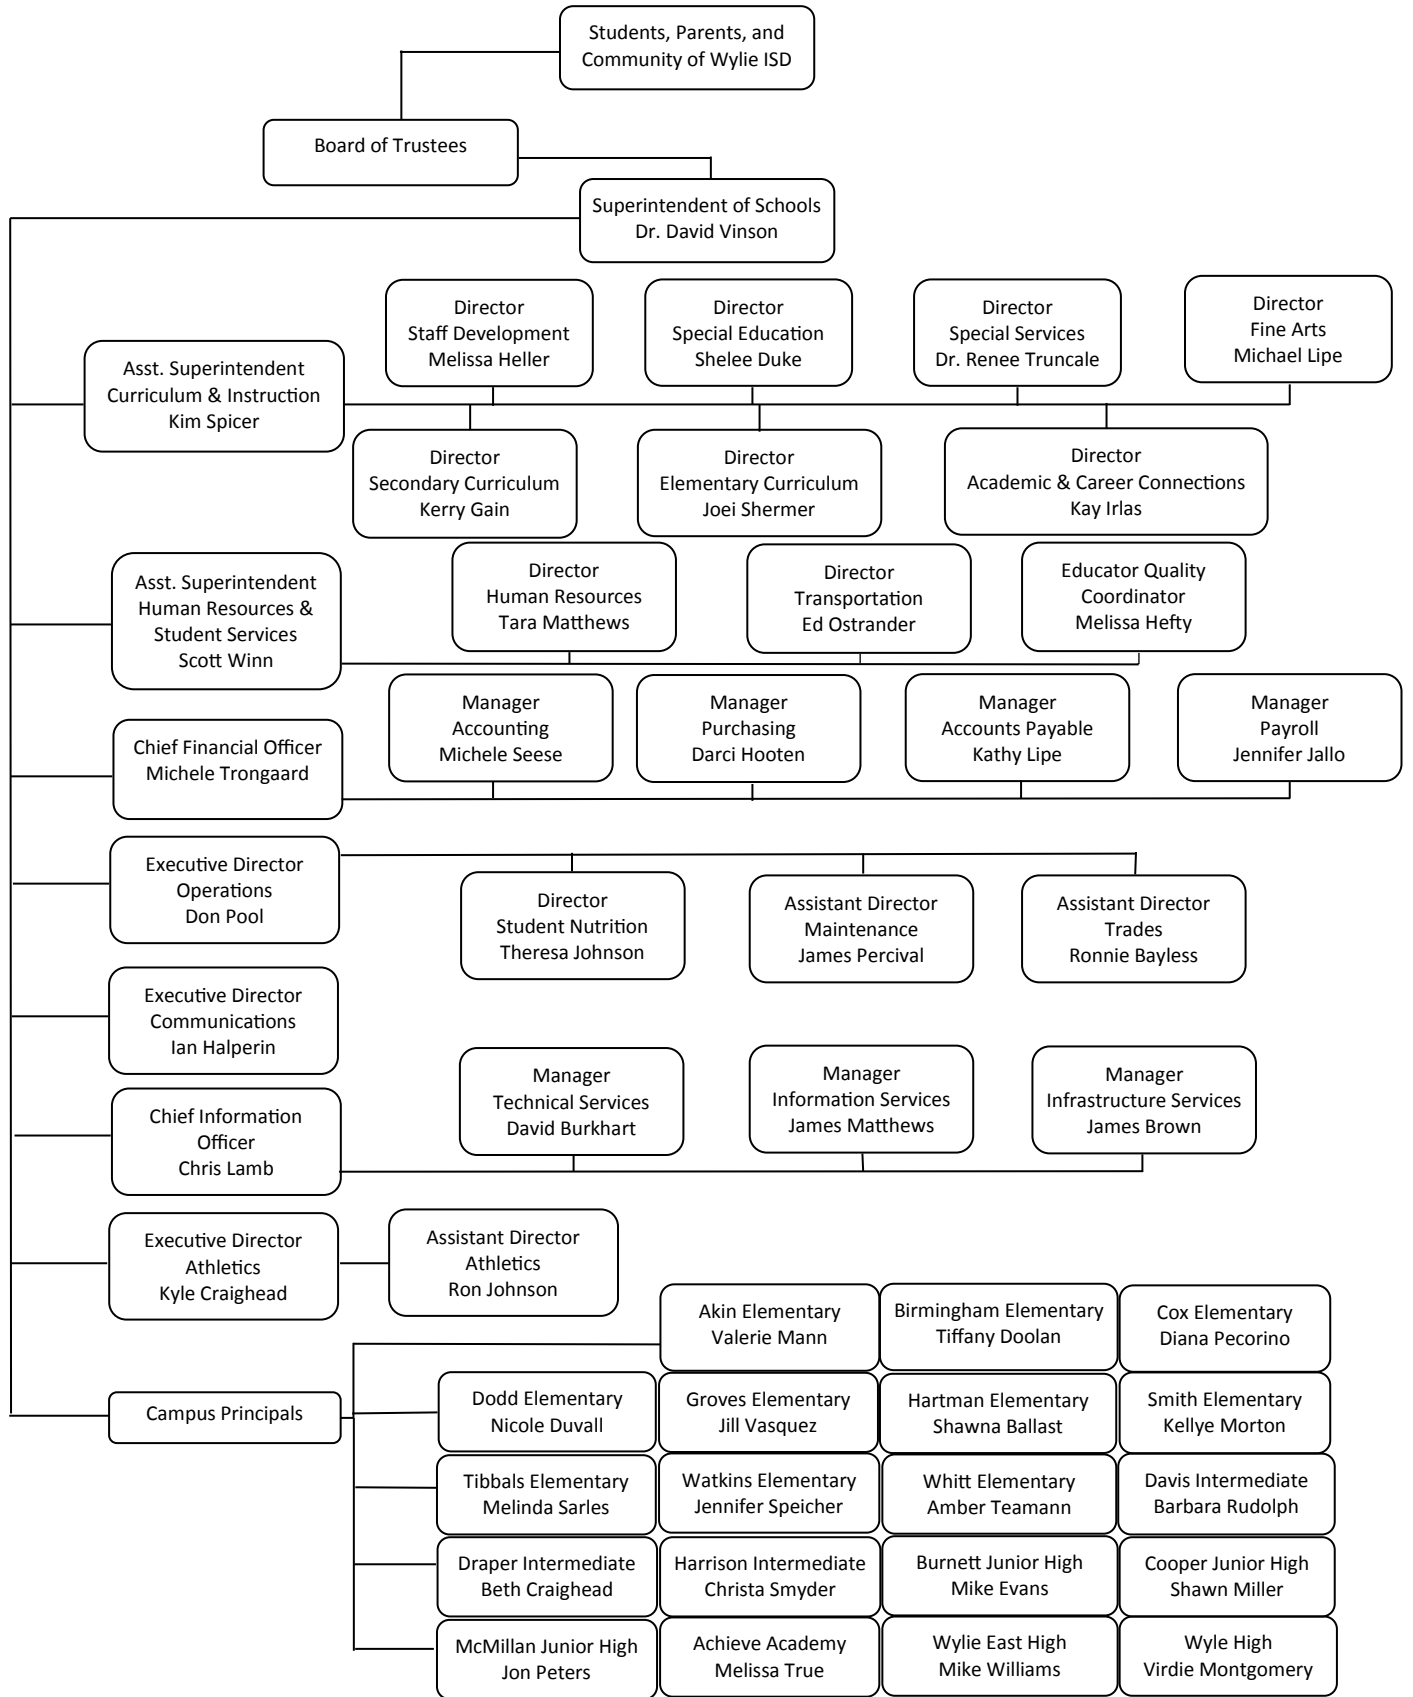 Students, Parents, and
Community of Wylie ISD
Board of Trustees
Superintendent of Schools
Dr. David Vinson
Director
Staff Development
Melissa Heller
Director
Special Education
Shelee Duke
Director
Special Services
Dr. Renee Truncale
Director
Fine Arts
Michael Lipe
Asst. Superintendent
Curriculum & Instruction
Kim Spicer
Director
Secondary Curriculum
Kerry Gain
Director
Elementary Curriculum
Joei Shermer
Director
Academic & Career Connections
Kay Irlas
Asst. Superintendent
Human Resources &
Student Services
Scott Winn
Director
Human Resources
Tara Matthews
Director
Transportation
Ed Ostrander
Educator Quality
Coordinator
Melissa Hefty
Chief Financial Officer
Michele Trongaard
Manager
Accounting
Michele Seese
Manager
Purchasing
Darci Hooten
Manager
Accounts Payable
Kathy Lipe
Manager
Payroll
Jennifer Jallo
Executive Director
Operations
Don Pool
Director
Student Nutrition
Theresa Johnson
Assistant Director
Maintenance
James Percival
Assistant Director
Trades
Ronnie Bayless
Executive Director
Communications
Ian Halperin
Chief Information
Officer
Chris Lamb
Manager
Technical Services
David Burkhart
Manager
Information Services
James Matthews
Manager
Infrastructure Services
James Brown
Executive Director
Athletics
Kyle Craighead
Assistant Director
Athletics
Ron Johnson
Campus Principals
Akin Elementary
Valerie Mann
Birmingham Elementary
Tiffany Doolan
Cox Elementary
Diana Pecorino
Dodd Elementary
Nicole Duvall
Groves Elementary
Jill Vasquez
Hartman Elementary
Shawna Ballast
Smith Elementary
Kellye Morton
Tibbals Elementary
Melinda Sarles
Watkins Elementary
Jennifer Speicher
Whitt Elementary
Amber Teamann
Davis Intermediate
Barbara Rudolph
Draper Intermediate
Beth Craighead
Harrison Intermediate
Christa Smyder
Burnett Junior High
Mike Evans
Cooper Junior High
Shawn Miller
McMillan Junior High
Jon Peters
Achieve Academy
Melissa True
Wylie East High
Mike Williams
Wyle High
Virdie Montgomery